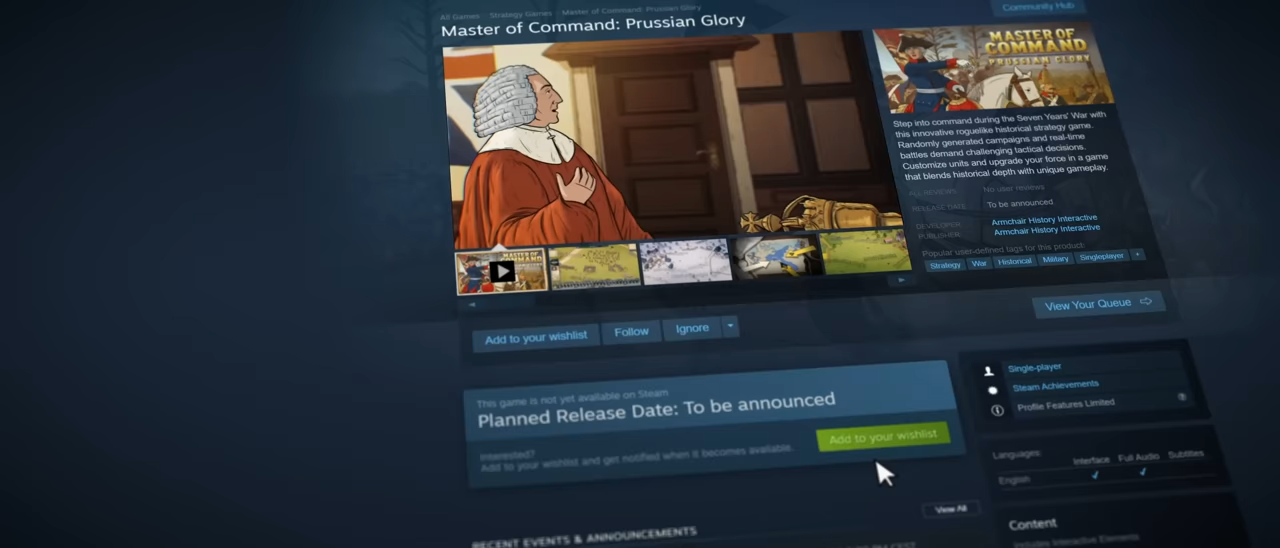 All Games Strategy Games Master of Command: Prussian Glory
Master of Command: Prussian Glory
Community Hub
MASTER OF
COMMAND
PRUSSIAN GLORY
Step into command during the Seven Years' War with
this innovative roguelike historical strategy game.
Randomly generated campaigns and real-time
battles demand challenging tactical decisions.
Customize units and upgrade your force in a game
that blends historical depth with unique gameplay.
ALL REVIEWS: No user reviews
RELEASE DATE: To be announced
DEVELOPER: Armchair History Interactive
PUBLISHER: Armchair History Interactive
Popular user-defined tags for this product:
Strategy War Historical Military Singleplayer +
View Your Queue
Add to your wishlist Follow Ignore
This game is not yet available on Steam
Planned Release Date: To be announced
Interested?
Add to your wishlist and get notified when it becomes available.
Add to your wishlist
Single-player
Steam Achievements
Profile Features Limited
Languages:
Interface Full Audio Subtitles
English
View All
RECENT EVENTS & ANNOUNCEMENTS
Content
Includes Interactive Elements